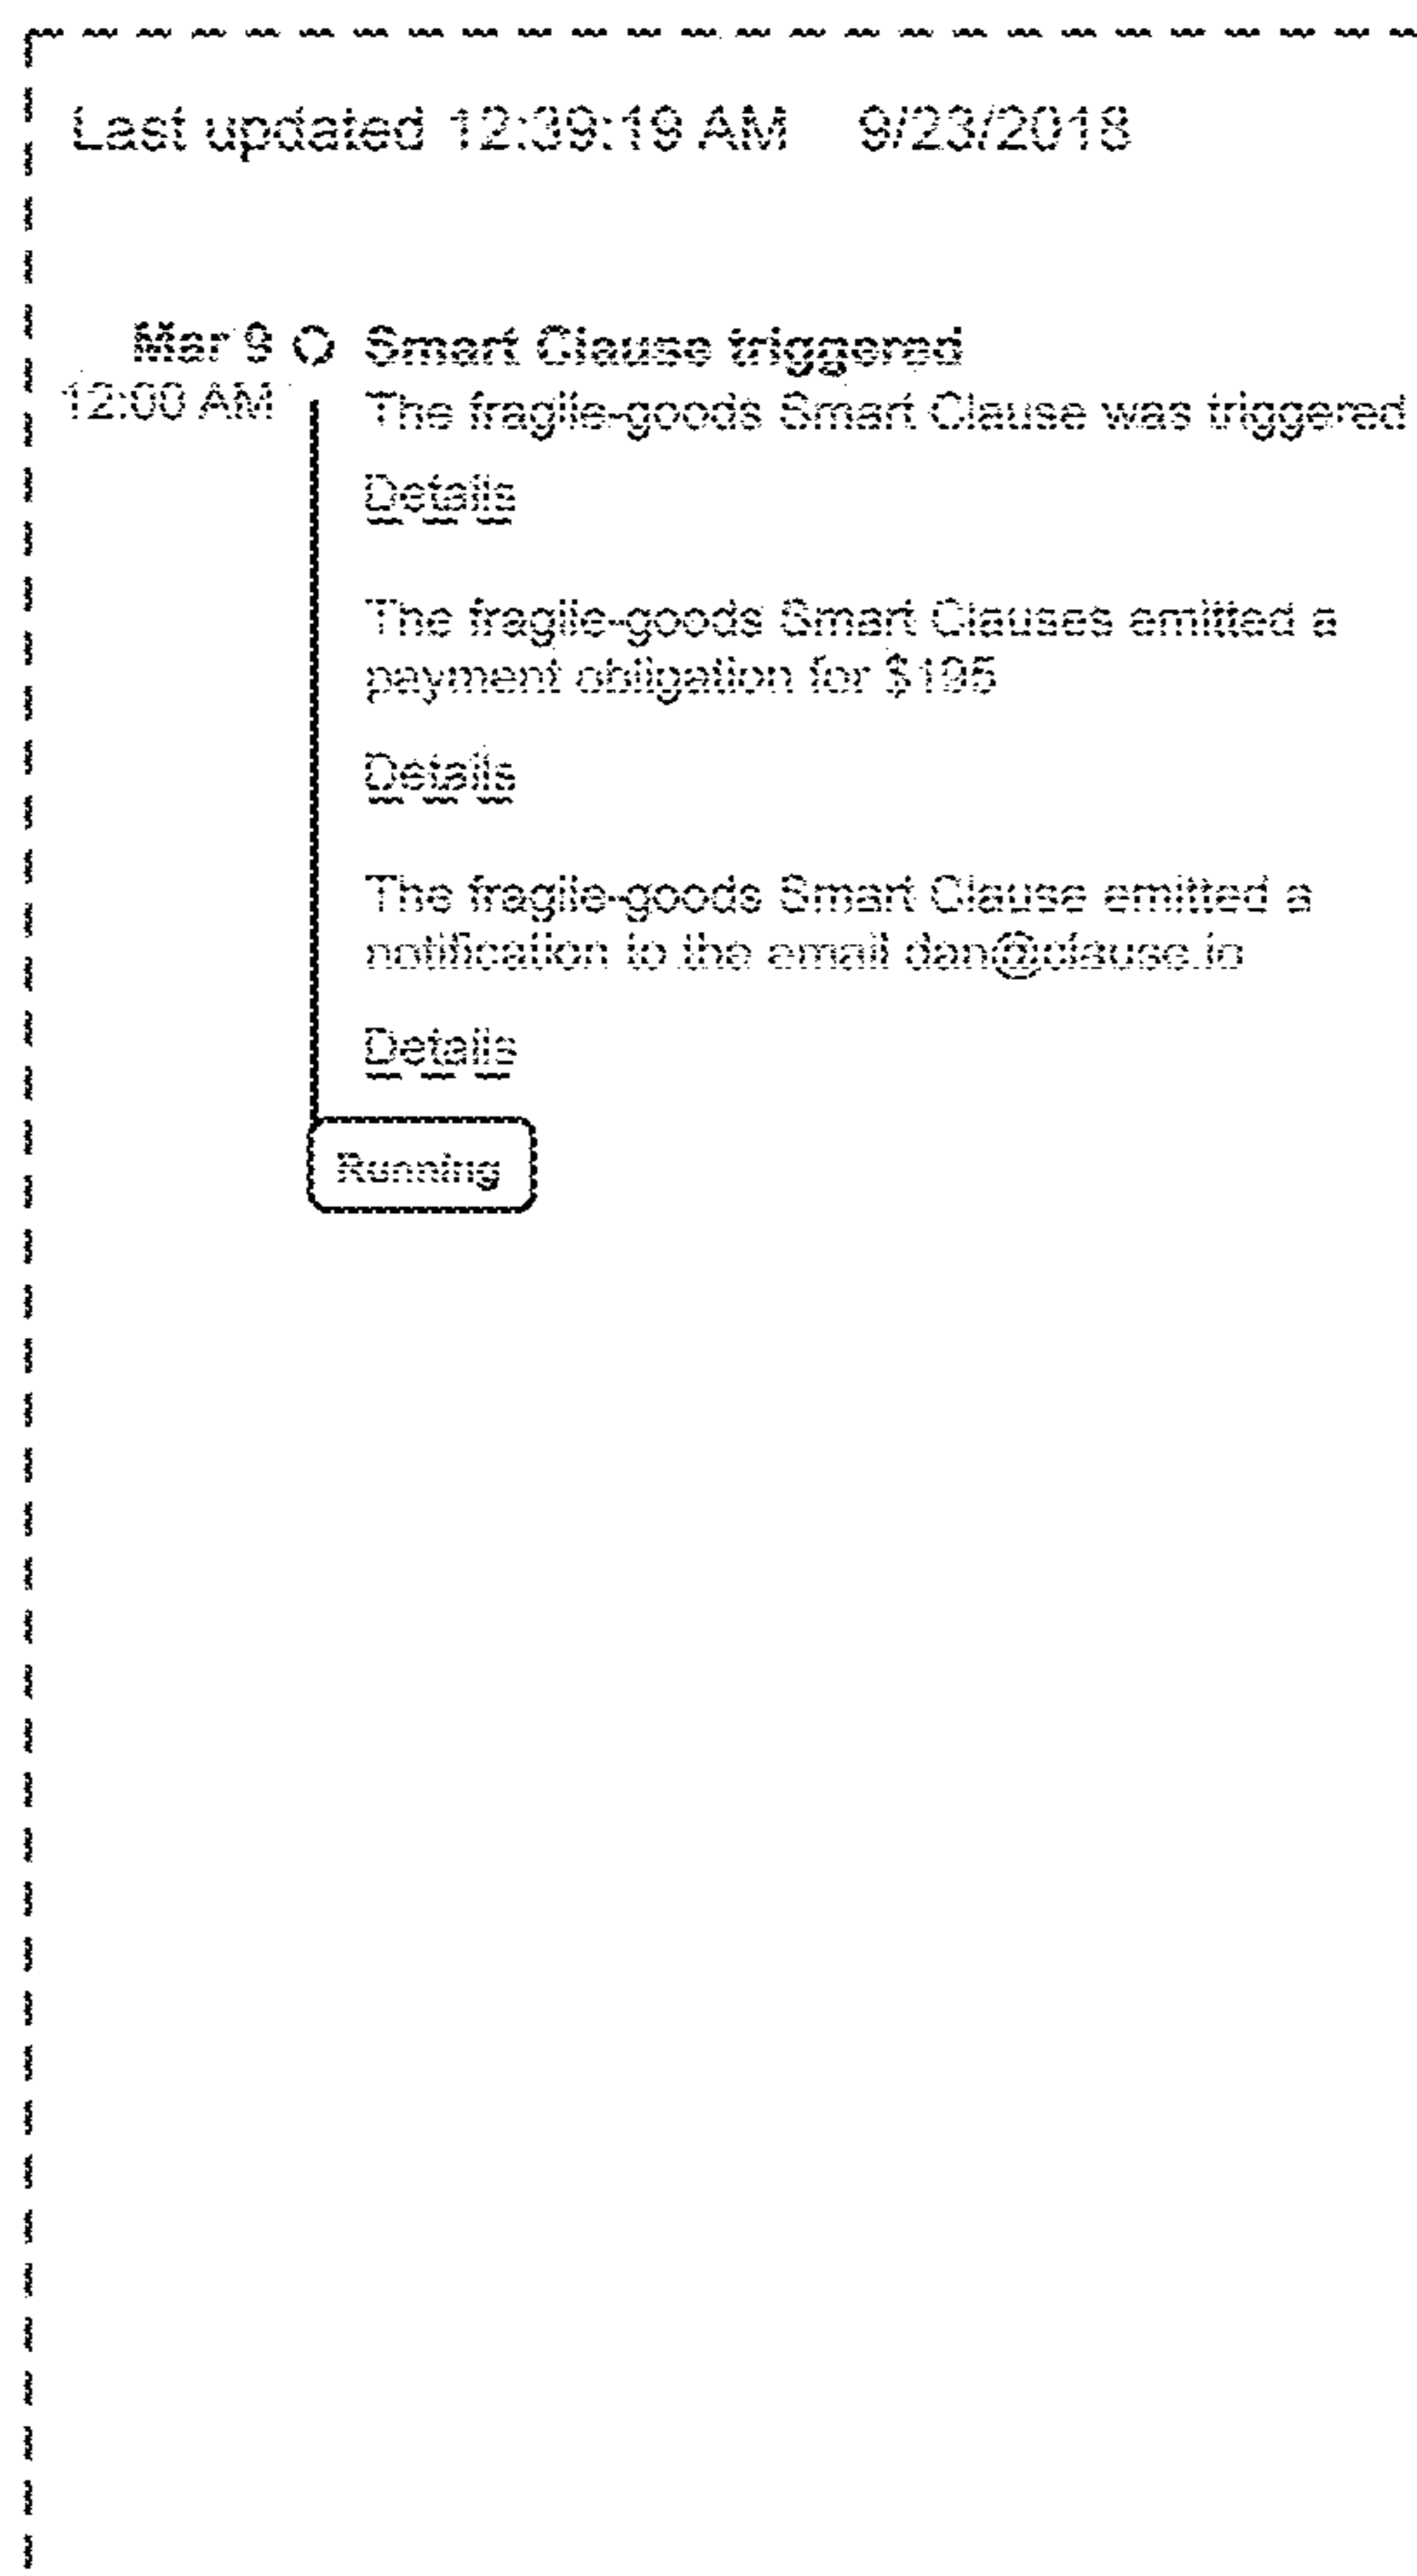 Last updated 12:39:19 AM 9/23/2018
Mar 9 Smart Clause triggered
12:00 AM The fragile-goods Smart Clause was triggered
Details
The fragile-goods Smart Clauses emitted a
payment obligation for $195
Details
The fragile-goods Smart Clause emitted a
notification to the email dan@clause.io
Details
Running